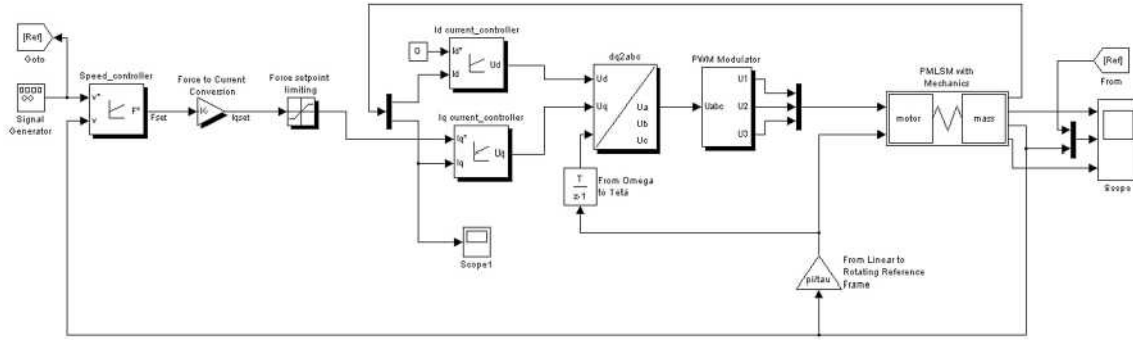 [Ref]
Goto
Signal
Generator
Speed_controller
v*
v
F*
Fset
Force to Current
Conversion
Iqset
Force setpoint
limiting
0
Id current_controller
Id*
Id
Ud
Iq current_controller
Iq*
Iq
Uq
Scope1
dq2abc
Ud
Uq
Ua
Ub
Uc
T
z-1
From Omega
to Teta
PWM Modulator
Uabc
U1
U2
U3
pi/tau
From Linear to
Rotating Reference
Frame
PMLSM with
Mechanics
motor
mass
[Ref]
From
Scope